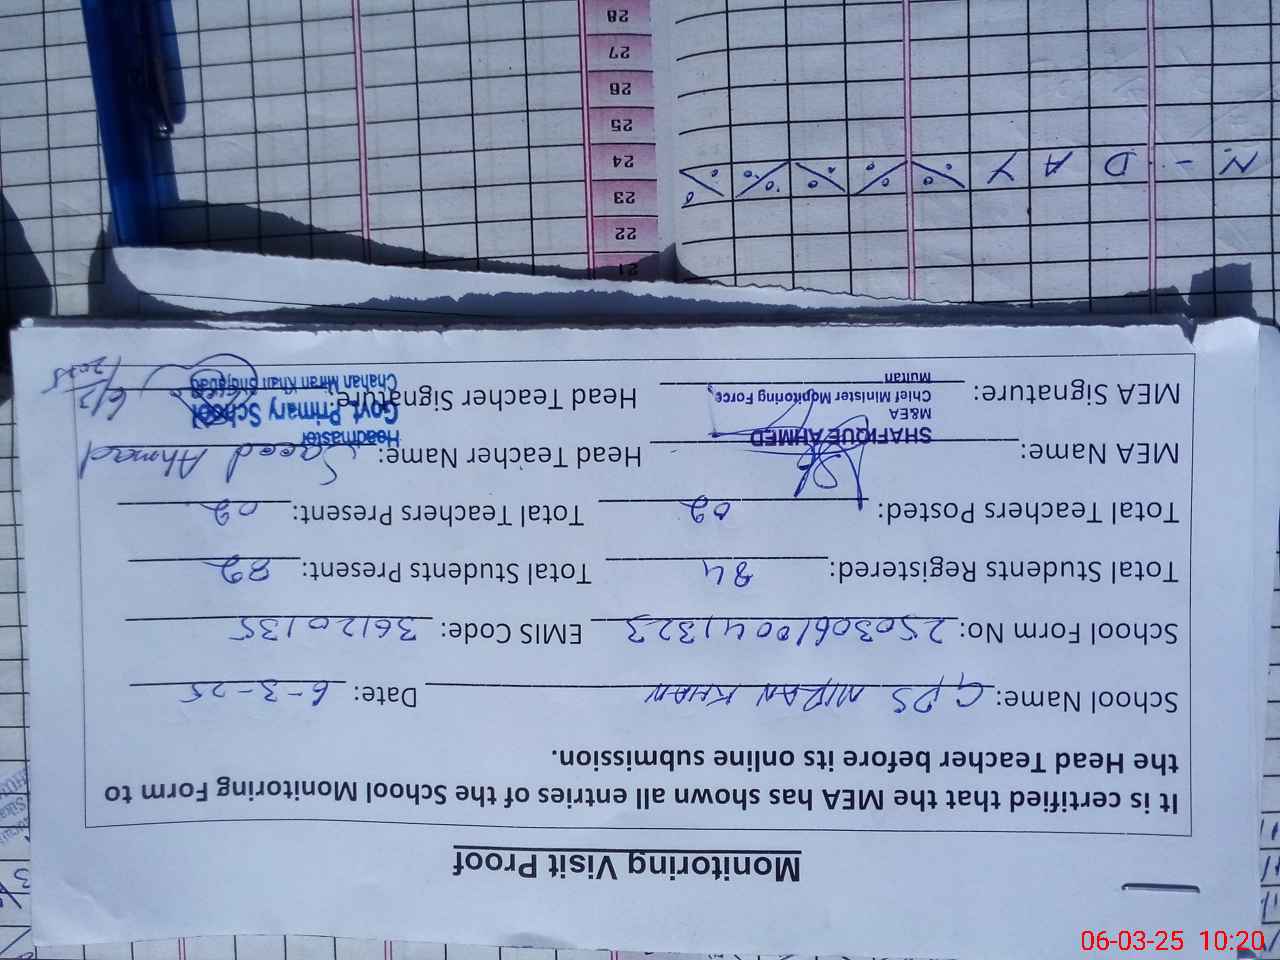 Monitoring Visit Proof
It is certified that the MEA has shown all entries of the School Monitoring Form to
the Head Teacher before its online submission.
School Name: GPS MIRAN KHAN Date: 6-3-25
School Form No: 25030610041323 EMIS Code: 36120135
Total Students Registered: 84 Total Students Present: 82
Total Teachers Posted: 02 Total Teachers Present: 02
MEA Name: Head Teacher Name: Saeed Ahmad
SHAFIQUE AHMED
M&EA
Chief Minister Monitoring Force,
Multan
Headmaster
Govt Primary School
Chahan Miran Khan
MEA Signature: Head Teacher Signature:
6/3/2025
N - D A Y
21
22
23
24
25
26
27
28
06-03-25 10:20